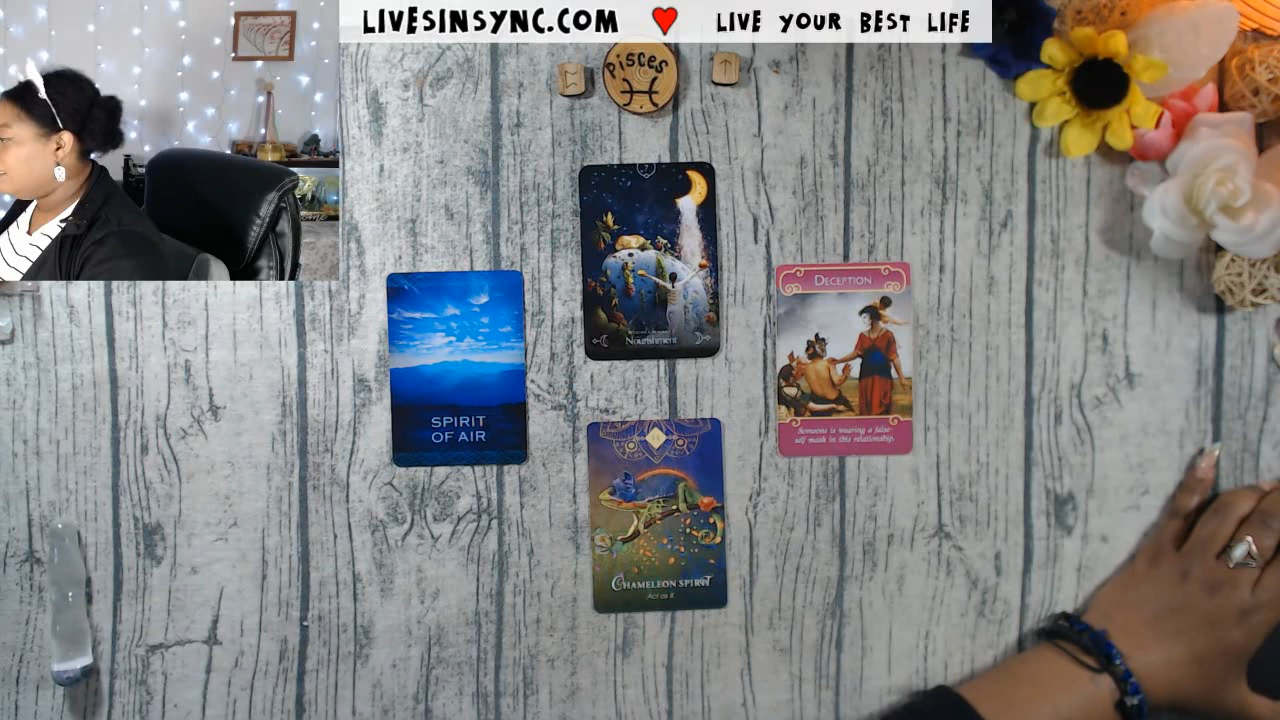 LIVESINSYNC.COM ♥ LIVE YOUR BEST LIFE
PISCES
7
Nourishment
SPIRIT
OF AIR
DECEPTION
Someone is wearing a false-
self mask in this relationship.
CHAMELEON SPIRIT
Act as if.